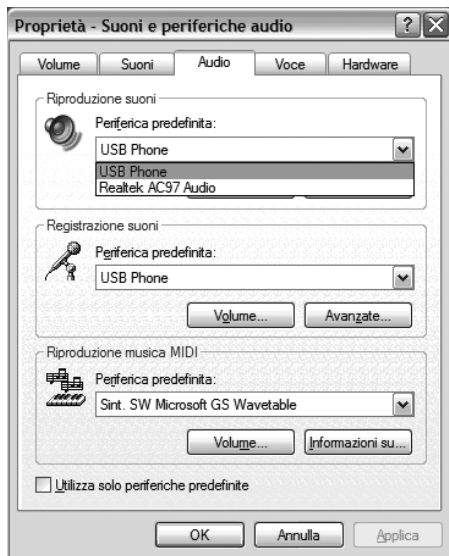 Proprietà - Suoni e periferiche audio
Volume Suoni Audio Voce Hardware
Riproduzione suoni
Periferica predefinita:
USB Phone
USB Phone
Realtek AC97 Audio
Registrazione suoni
Periferica predefinita:
USB Phone
Volume... Avanzate...
Riproduzione musica MIDI
Periferica predefinita:
Sint. SW Microsoft GS Wavetable
Volume... Informazioni su...
Utilizza solo periferiche predefinite
OK Annulla Applica